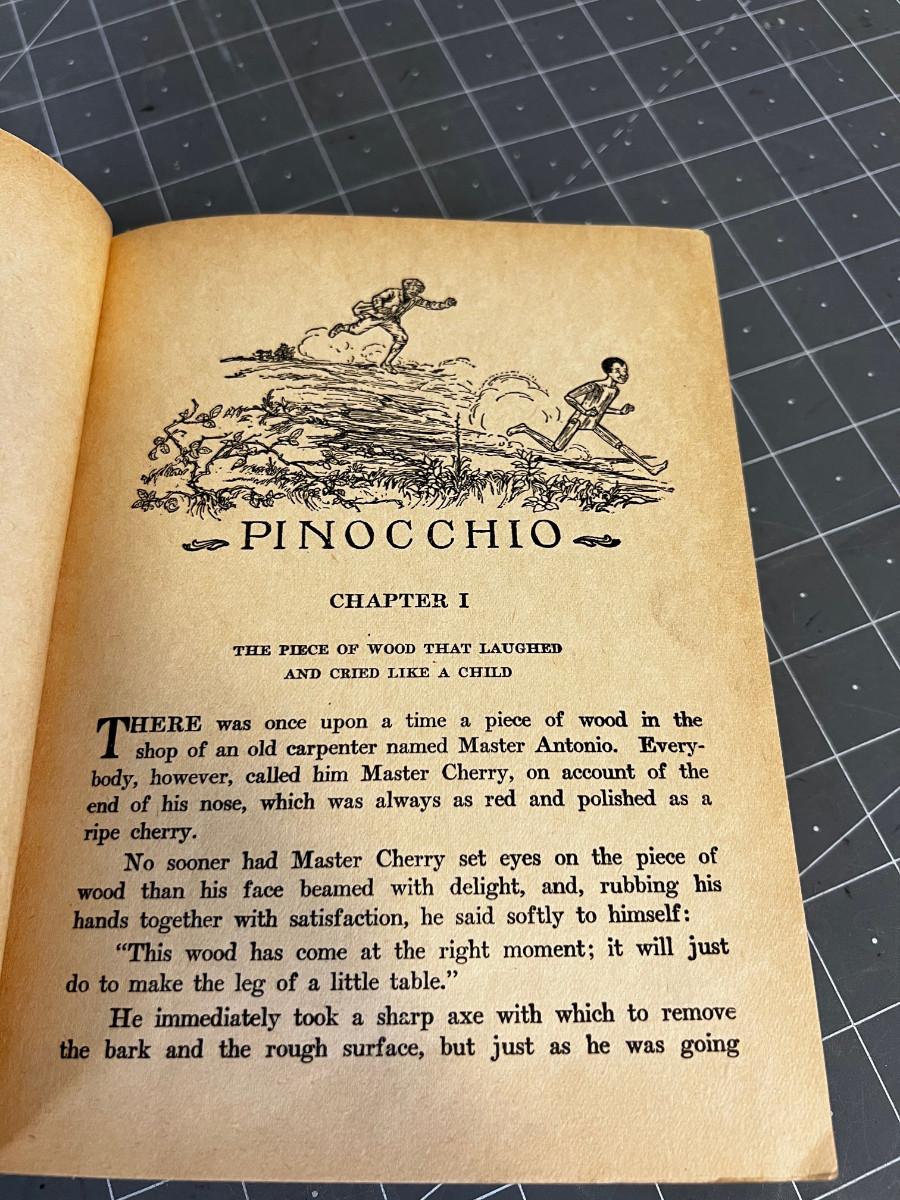 PINOCCHIO
CHAPTER I
THE PIECE OF WOOD THAT LAUGHED
AND CRIED LIKE A CHILD
THERE was once upon a time a piece of wood in the
shop of an old carpenter named Master Antonio. Every-
body, however, called him Master Cherry, on account of the
end of his nose, which was always as red and polished as a
ripe cherry.
No sooner had Master Cherry set eyes on the piece of
wood than his face beamed with delight, and, rubbing his
hands together with satisfaction, he said softly to himself:
“This wood has come at the right moment; it will just
do to make the leg of a little table.”
He immediately took a sharp axe with which to remove
the bark and the rough surface, but just as he was going